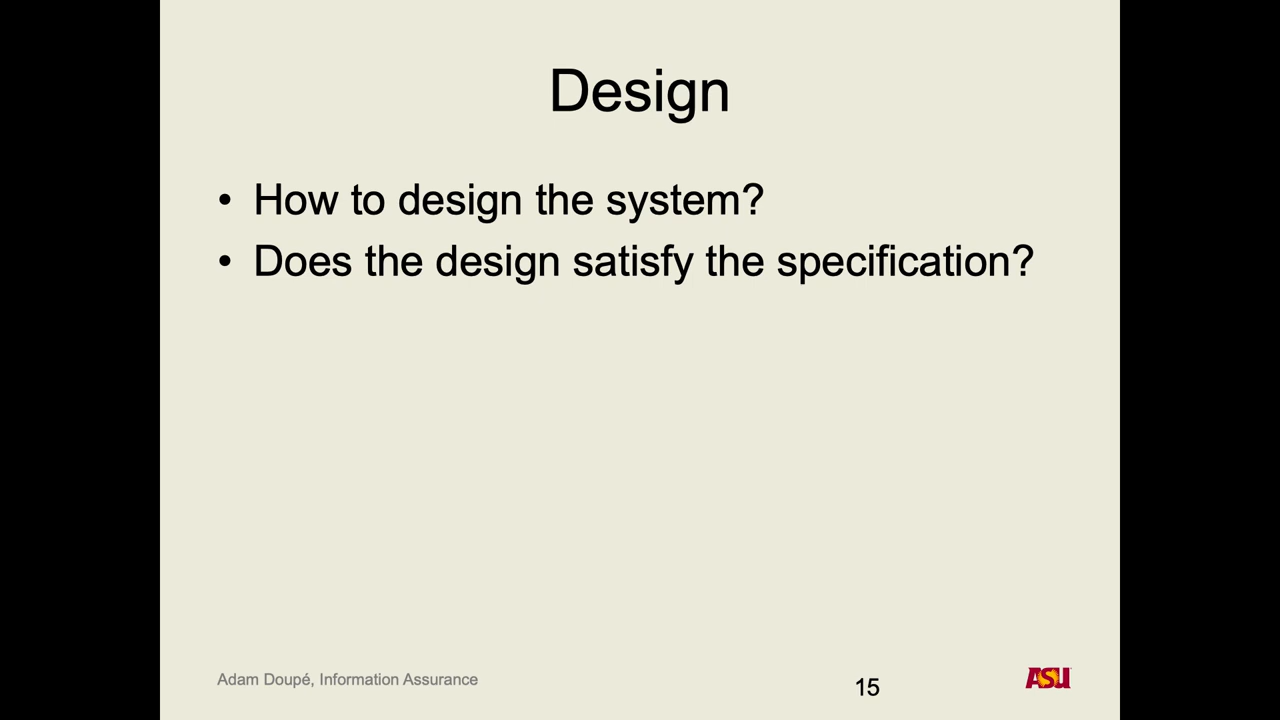 Design
• How to design the system?
• Does the design satisfy the specification?
Adam Doupé, Information Assurance
15
ASU